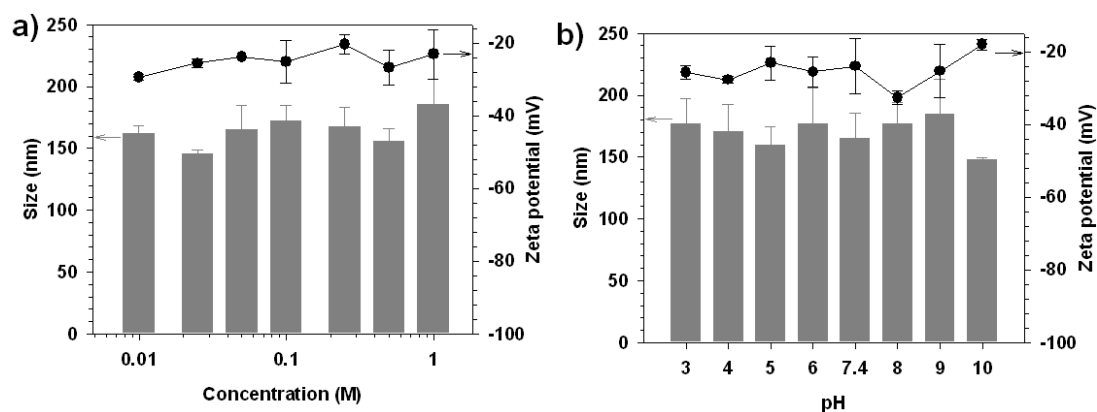 a)
250
200
150
100
50
0
Size (nm)
0.01
0.1
1
Concentration (M)
-20
-40
-60
-80
-100
Zeta potential (mV)
b)
250
200
150
100
50
0
Size (nm)
3 4 5 6 7.4 8 9 10
pH
-20
-40
-60
-80
-100
Zeta potential (mV)